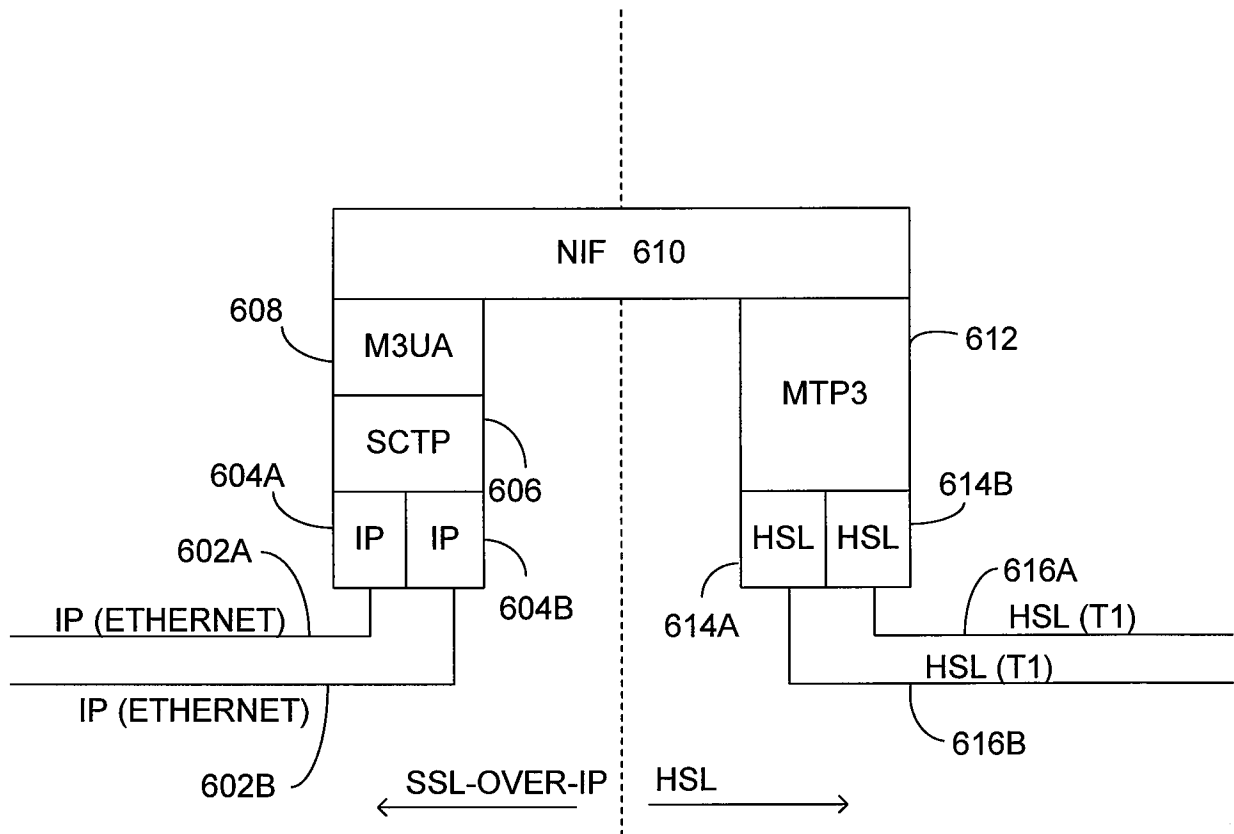 NIF 610
608
M3UA
612
MTP3
SCTP
604A
606
614B
IP
IP
HSL
HSL
602A
616A
604B
IP (ETHERNET)
614A
HSL (T1)
HSL (T1)
IP (ETHERNET)
616B
602B
SSL-OVER-IP
HSL